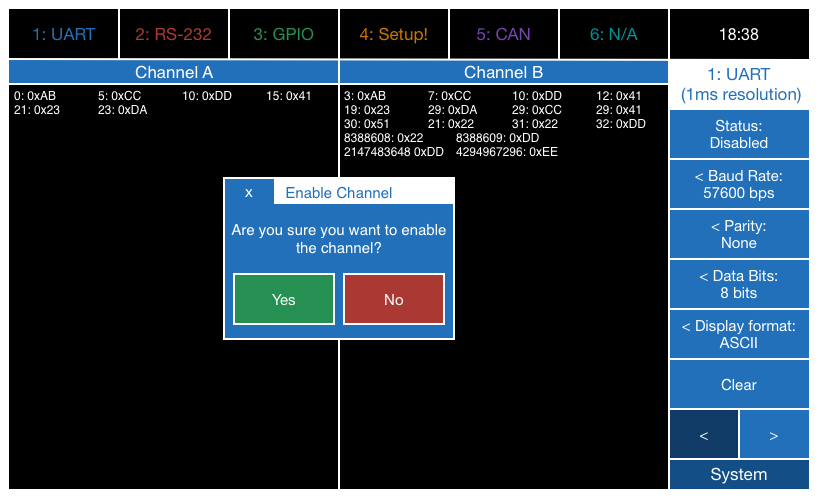 1: UART 2: RS-232 3: GPIO 4: Setup! 5: CAN 6: N/A 18:38
Channel A
0: 0xAB 5: 0xCC 10: 0xDD 15: 0x41
21: 0x23 23: 0xDA
Channel B
3: 0xAB 7: 0xCC 10: 0xDD 12: 0x41
19: 0x23 29: 0xDA 29: 0xCC 29: 0x41
30: 0x51 21: 0x22 31: 0x22 32: 0xDD
8388608: 0x22 8388609: 0xDD
2147483648 0xDD 4294967296: 0xEE
x Enable Channel
Are you sure you want to enable
the channel?
Yes No
1: UART
(1ms resolution)
Status:
Disabled
< Baud Rate:
57600 bps
< Parity:
None
< Data Bits:
8 bits
< Display format:
ASCII
Clear
< >
System